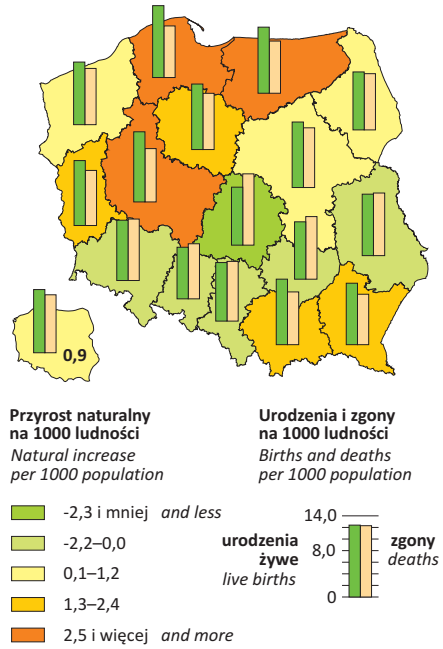 0,9
Przyrost naturalny
na 1000 ludności
Natural increase
per 1000 population
-2,3 i mniej and less
-2,2–0,0
0,1–1,2
1,3–2,4
2,5 i więcej and more
Urodzenia i zgony
na 1000 ludności
Births and deaths
per 1000 population
14,0
8,0
0
urodzenia
żywe
live births
zgony
deaths